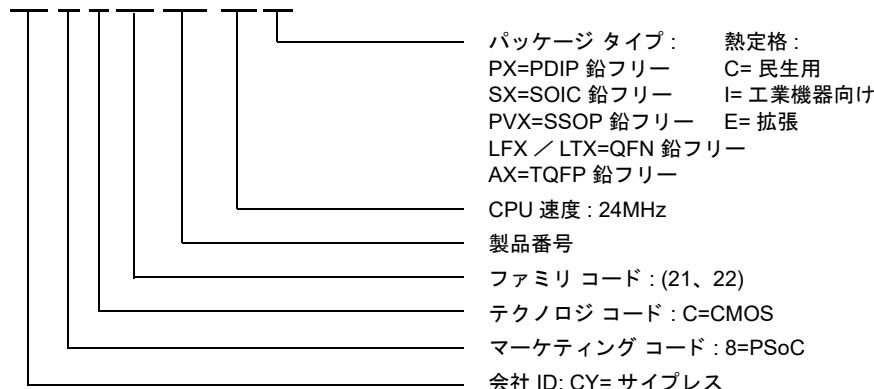 パッケージ タイプ : 熱定格 :
PX=PDIP 鉛フリー C= 民生用
SX=SOIC 鉛フリー I= 工業機器向け
PVX=SSOP 鉛フリー E= 拡張
LFX ／ LTX=QFN 鉛フリー
AX=TQFP 鉛フリー
CPU 速度 : 24MHz
製品番号
ファミリ コード : (21、22)
テクノロジ コード : C=CMOS
マーケティング コード : 8=PSoC
会社 ID: CY= サイプレス